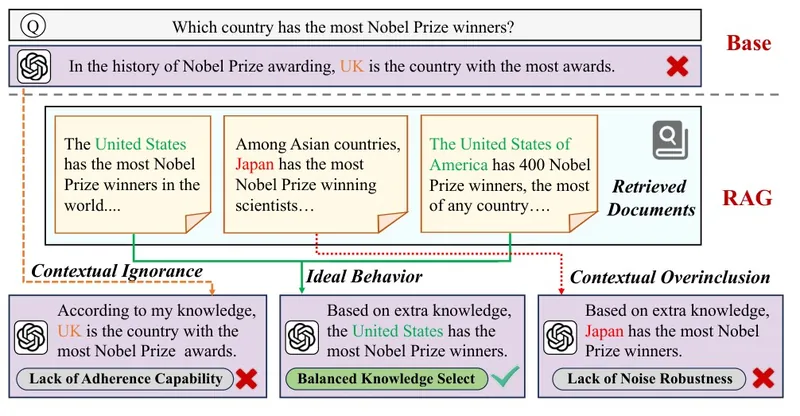 Q
Which country has the most Nobel Prize winners?
Base
In the history of Nobel Prize awarding, UK is the country with the most awards.
The United States
has the most Nobel
Prize winners in the
world....
Among Asian countries,
Japan has the most
Nobel Prize winning
scientists…
The United States of
America has 400 Nobel
Prize winners, the most
of any country….
Retrieved
Documents
RAG
Contextual Ignorance
Ideal Behavior
Contextual Overinclusion
According to my knowledge,
UK is the country with the
most Nobel Prize awards.
Lack of Adherence Capability
Based on extra knowledge,
the United States has the
most Nobel Prize winners.
Balanced Knowledge Select
Based on extra knowledge,
Japan has the most Nobel
Prize winners.
Lack of Noise Robustness